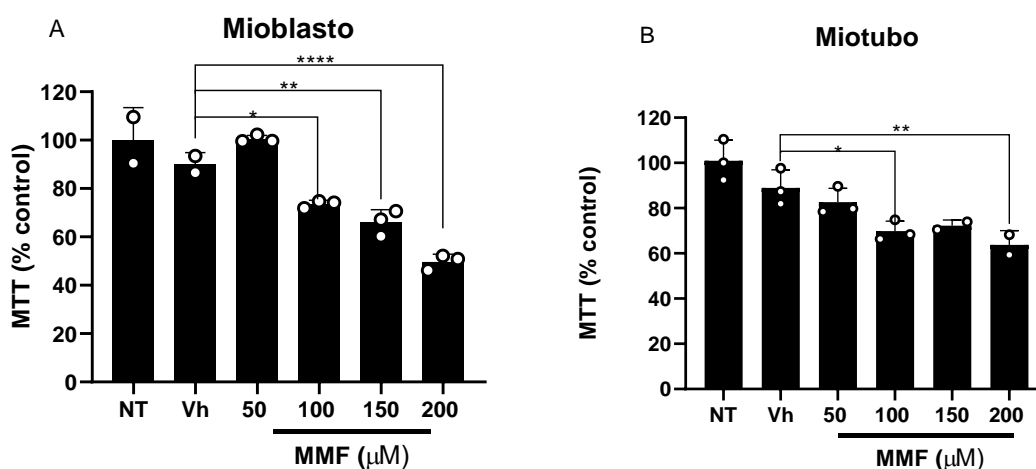 A
Mioblasto
****
**
*
120
100
80
60
40
20
0
MTT (% control)
NT Vh 50 100 150 200
MMF (μM)
B
Miotubo
**
*
120
100
80
60
40
20
0
MTT (% control)
NT Vh 50 100 150 200
MMF (μM)